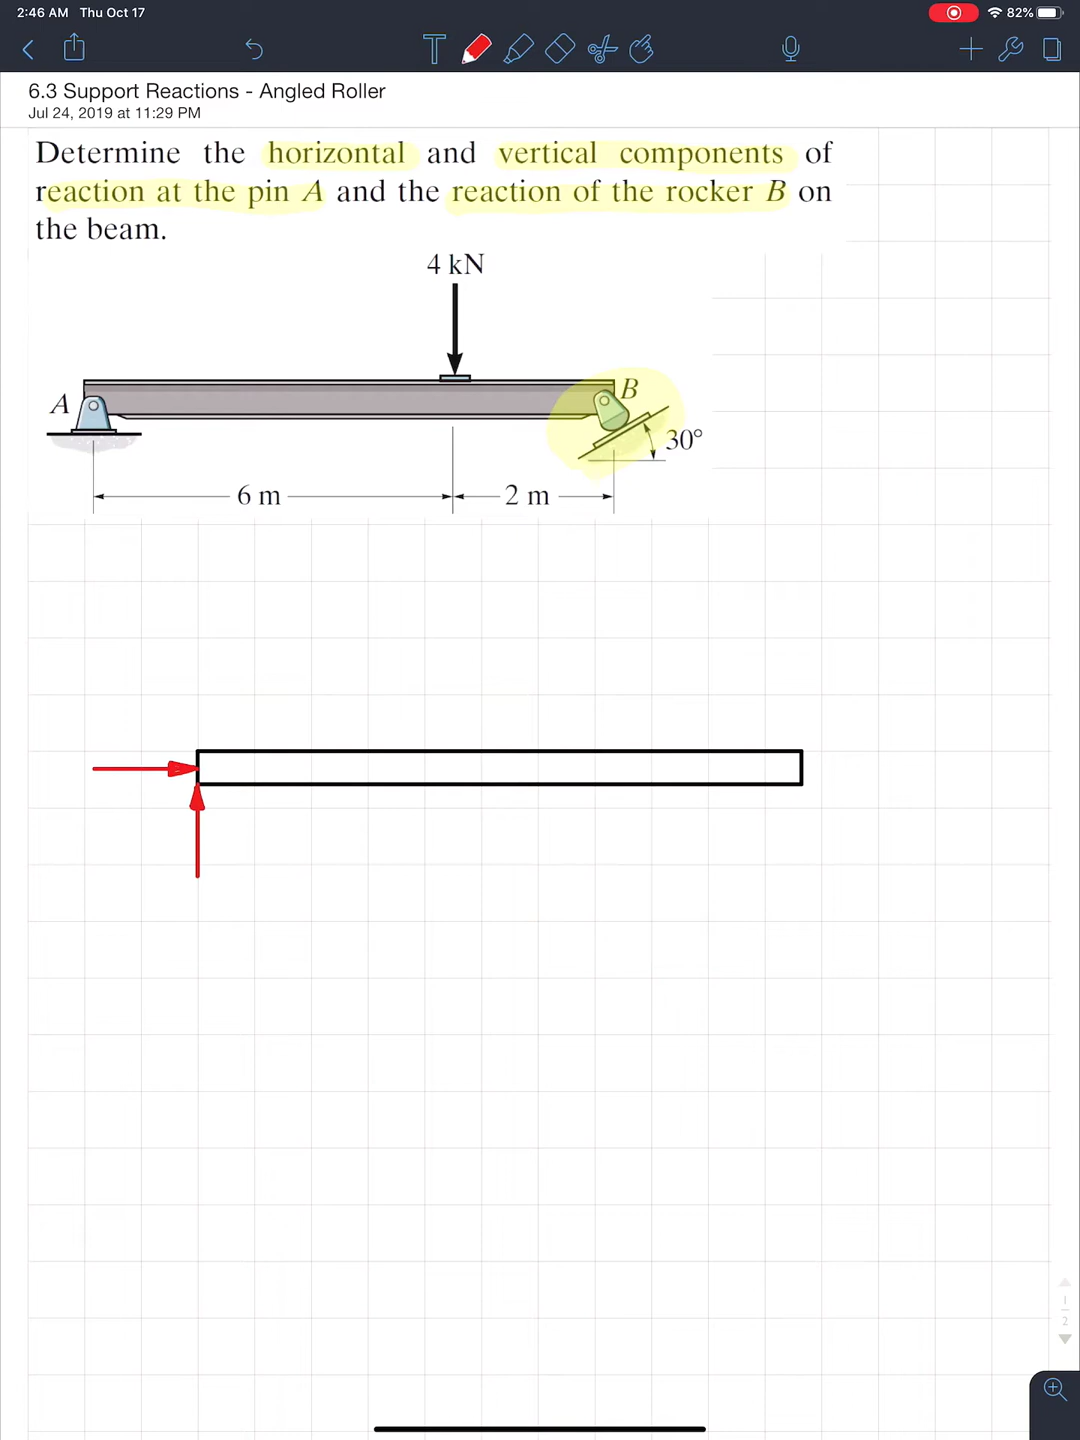 2:46 AM Thu Oct 17 82%
T
6.3 Support Reactions - Angled Roller
Jul 24, 2019 at 11:29 PM
Determine the horizontal and vertical components of
reaction at the pin A and the reaction of the rocker B on
the beam.
4 kN
A
B
30°
6 m
2 m
1
2